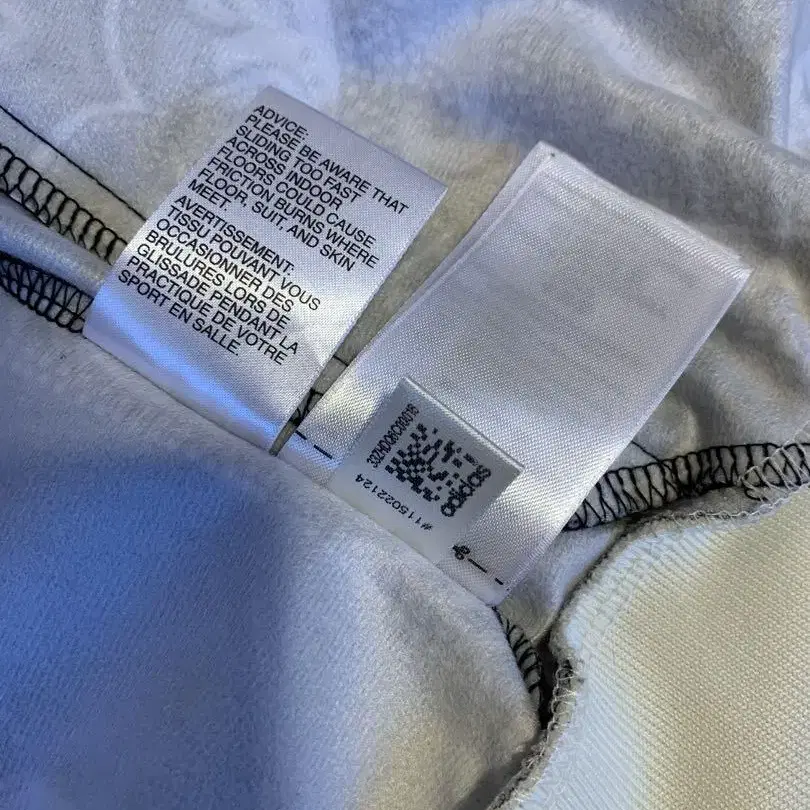 ADVICE:
PLEASE BE AWARE THAT
SLIDING TOO FAST
ACROSS INDOOR
FLOORS COULD CAUSE
FRICTION BURNS WHERE
FLOOR, SUIT, AND SKIN
MEET.
AVERTISSEMENT:
TISSU POUVANT VOUS
OCCASIONNER DES
BRULURES LORS DE
GLISSADE PENDANT LA
PRACTIQUE DE VOTRE
SPORT EN SALLE.
adidas
#115022124